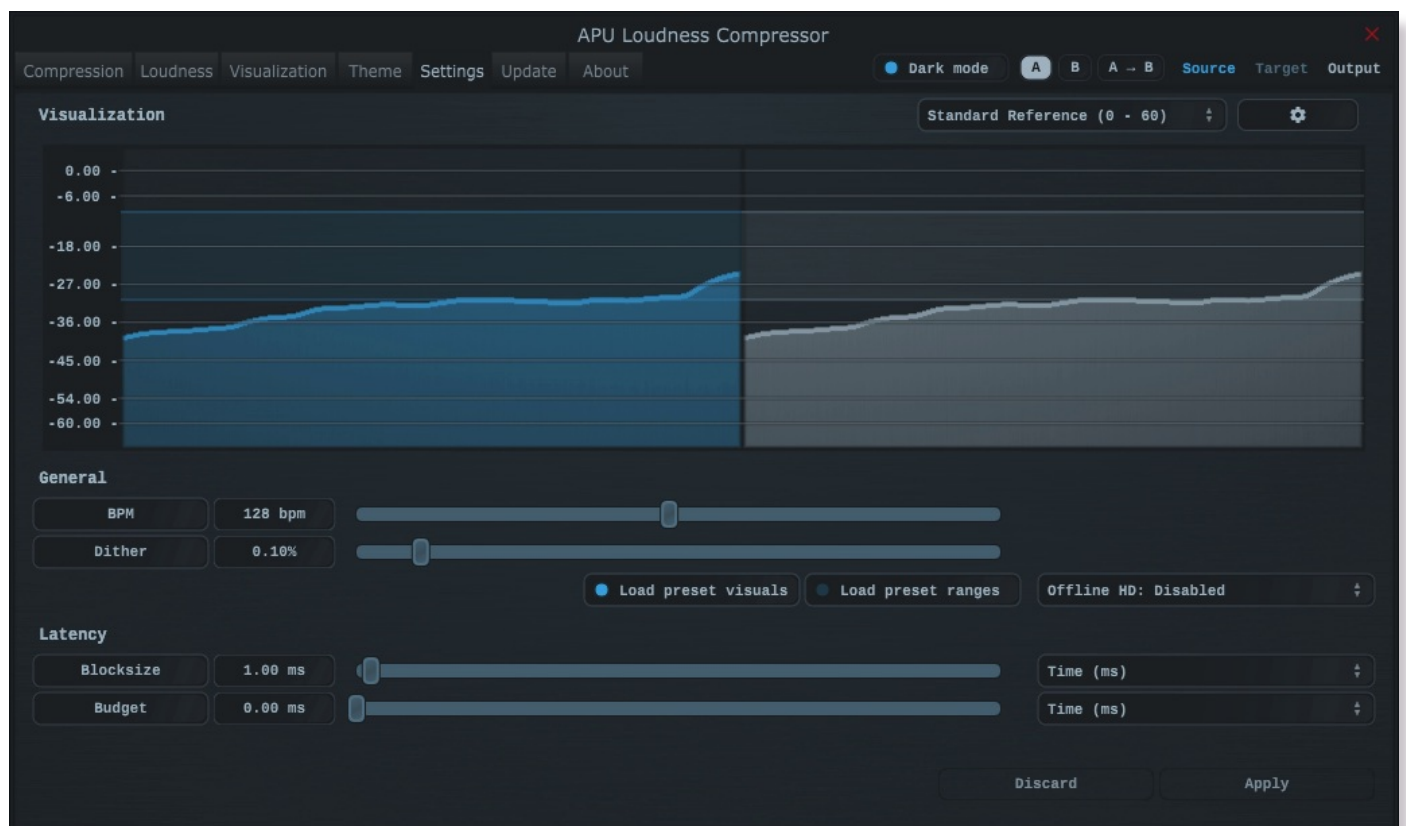 APU Loudness Compressor
Compression Loudness Visualization Theme Settings Update About Dark mode A B A → B Source Target Output
Visualization Standard Reference (0 - 60)
0.00 -
-6.00 -
-18.00 -
-27.00 -
-36.00 -
-45.00 -
-54.00 -
-60.00 -
General
BPM 128 bpm
Dither 0.10%
Load preset visuals Load preset ranges Offline HD: Disabled
Latency
Blocksize 1.00 ms Time (ms)
Budget 0.00 ms Time (ms)
Discard Apply